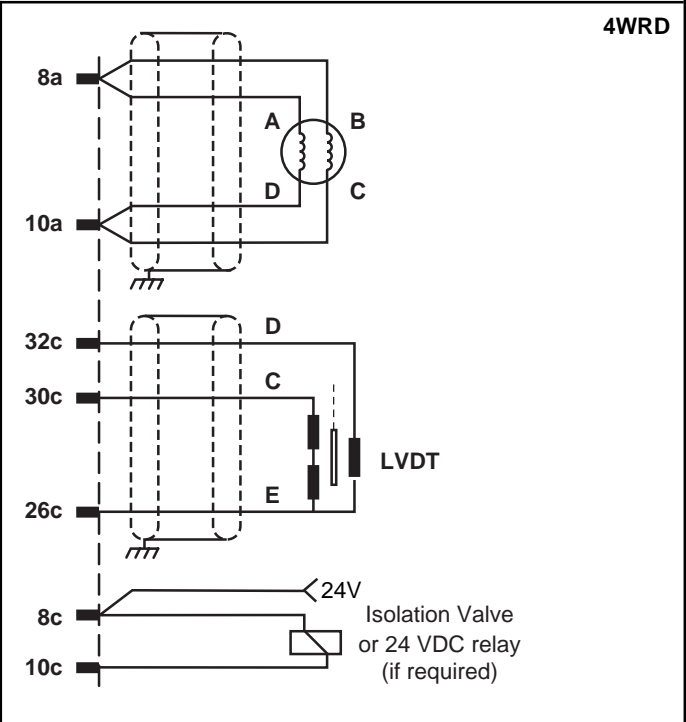 4WRD
8a
A
B
D
C
10a
32c
D
30c
C
LVDT
26c
E
24V
8c
Isolation Valve
or 24 VDC relay
10c
(if required)